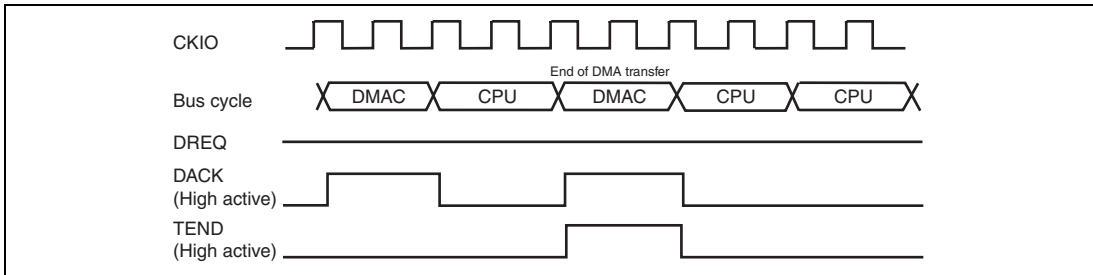 CKIO
End of DMA transfer
Bus cycle DMAC CPU DMAC CPU CPU
DREQ
DACK
(High active)
TEND
(High active)